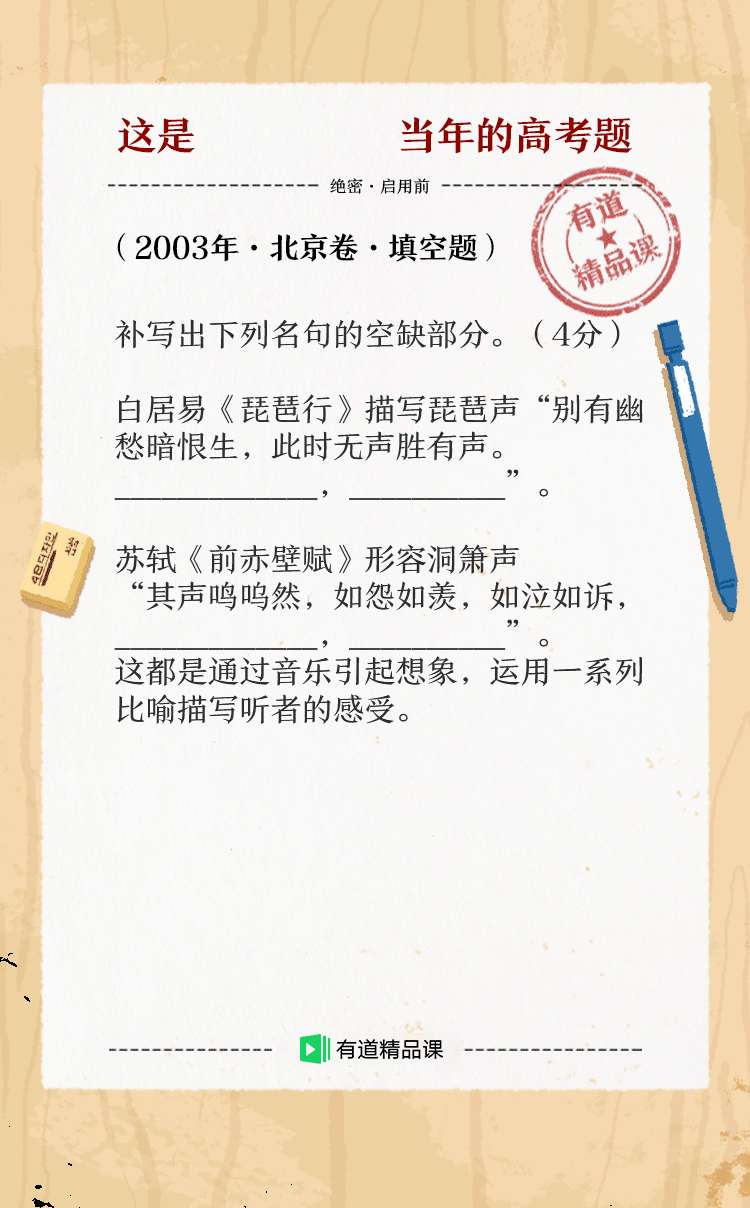 这是 当年的高考题
绝密·启用前
有道
精品课
（2003年·北京卷·填空题）
补写出下列名句的空缺部分。（4分）
白居易《琵琶行》描写琵琶声“别有幽
愁暗恨生，此时无声胜有声。
_____________，__________”。
苏轼《前赤壁赋》形容洞箫声
“其声鸣呜然，如怨如羡，如泣如诉，
_____________，__________”。
这都是通过音乐引起想象，运用一系列
比喻描写听者的感受。
有道精品课